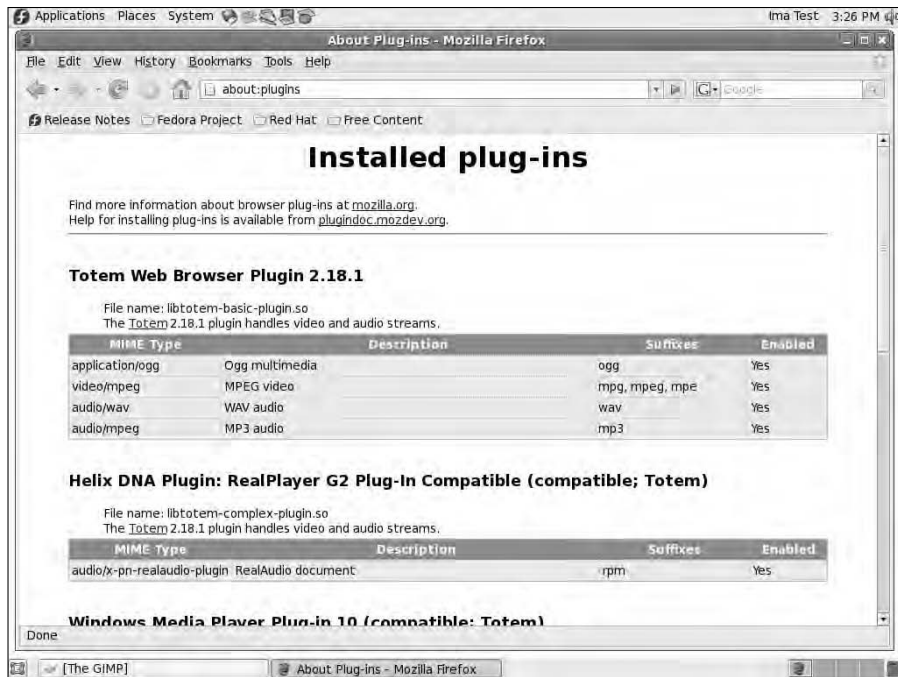 Applications Places System
Ima Test 3:26 PM
About Plug-ins - Mozilla Firefox
File Edit View History Bookmarks Tools Help
about:plugins
G Google
Release Notes Fedora Project Red Hat Free Content
Installed plug-ins
Find more information about browser plug-ins at mozilla.org.
Help for installing plug-ins is available from plugindoc.mozdev.org.
Totem Web Browser Plugin 2.18.1
File name: libtotem-basic-plugin.so
The Totem 2.18.1 plugin handles video and audio streams.
MIME Type Description Suffixes Enabled
application/ogg Ogg multimedia ogg Yes
video/mpeg MPEG video mpg, mpeg, mpe Yes
audio/wav WAV audio wav Yes
audio/mpeg MP3 audio mp3 Yes
Helix DNA Plugin: RealPlayer G2 Plug-In Compatible (compatible; Totem)
File name: libtotem-complex-plugin.so
The Totem 2.18.1 plugin handles video and audio streams.
MIME Type Description Suffixes Enabled
audio/x-pn-realaudio-plugin RealAudio document rpm Yes
Windows Media Player Plug-in 10 (compatible; Totem)
Done
[The GIMP] About Plug-ins - Mozilla Firefox